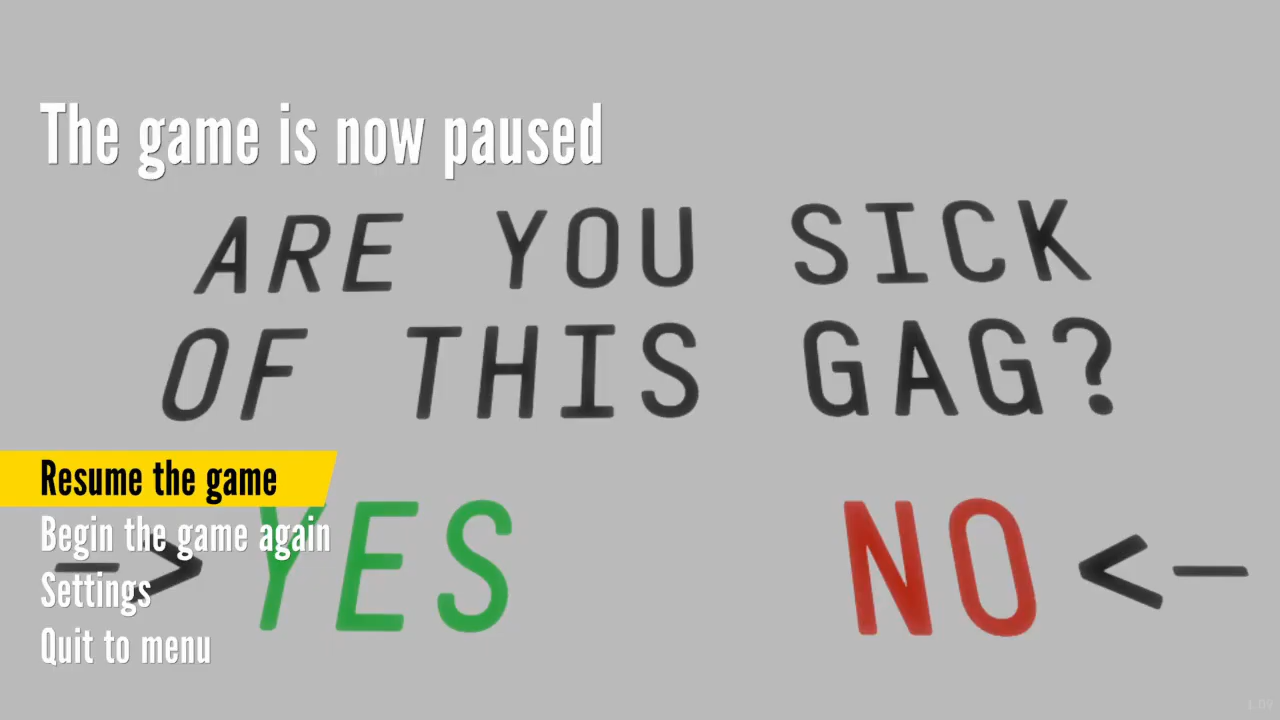 The game is now paused
ARE YOU SICK
OF THIS GAG?
Resume the game
Begin the game again
Settings
Quit to menu
-> YES
NO <-